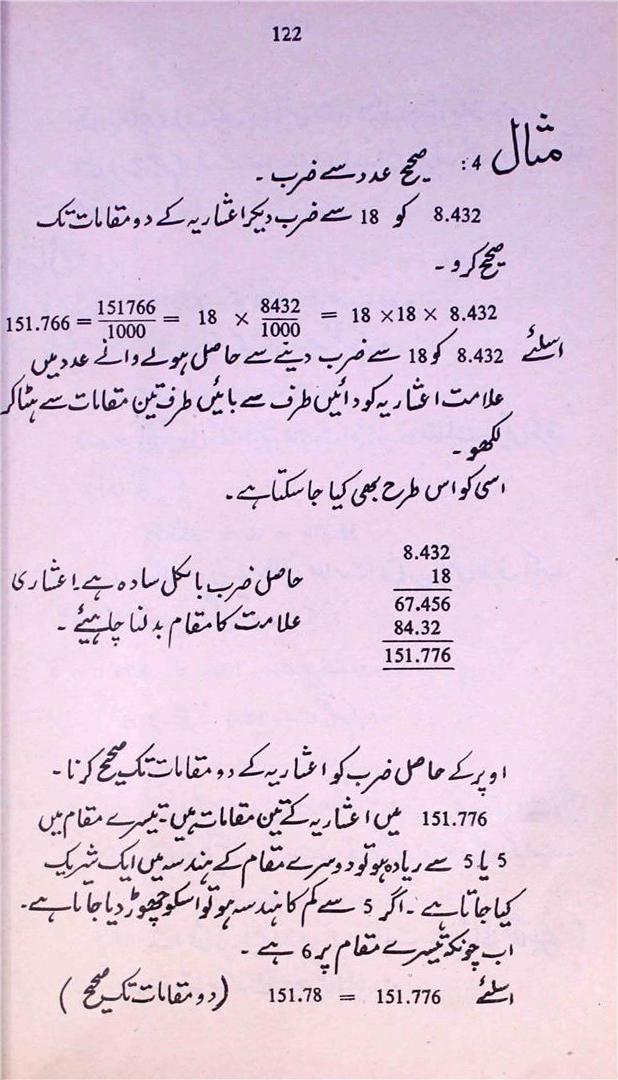 122
مثال 4: صحیح عدد سے ضرب ۔
8.432 کو 18 سے ضرب دیکر اعشاریہ کے دو مقامات تک
صحیح کرو ۔
151.766 = 151766/1000 = 18 × 8432/1000 = 18 × 18 × 8.432
اسلئے 8.432 کو 18 سے ضرب دینے سے حاصل ہونے والے عدد میں
علامت اعشاریہ کو دائیں طرف سے بائیں طرف تین مقامات سے ہٹا کر
لکھو ۔
اسی کو اس طرح بھی کیا جا سکتا ہے ۔
8.432
18
67.456
84.32
151.776
حاصل ضرب بالکل سادہ ہے ۔ اعشاری
علامت کا مقام بدلنا چاہیئے ۔
اوپر کے حاصل ضرب کو اعشاریہ کے دو مقامات تک صحیح کرنا ۔
151.776 میں اعشاریہ کے تین مقامات ہیں ۔ تیسرے مقام میں
5 یا 5 سے زیادہ ہو تو دوسرے مقام کے ہندسہ میں ایک شریک
کیا جاتا ہے ۔ اگر 5 سے کم کا ہندسہ ہو تو اسکو چھوڑ دیا جاتا ہے ۔
اب چونکہ تیسرے مقام پر 6 ہے ۔
اسلئے 151.776 = 151.78 (دو مقامات تک صحیح)